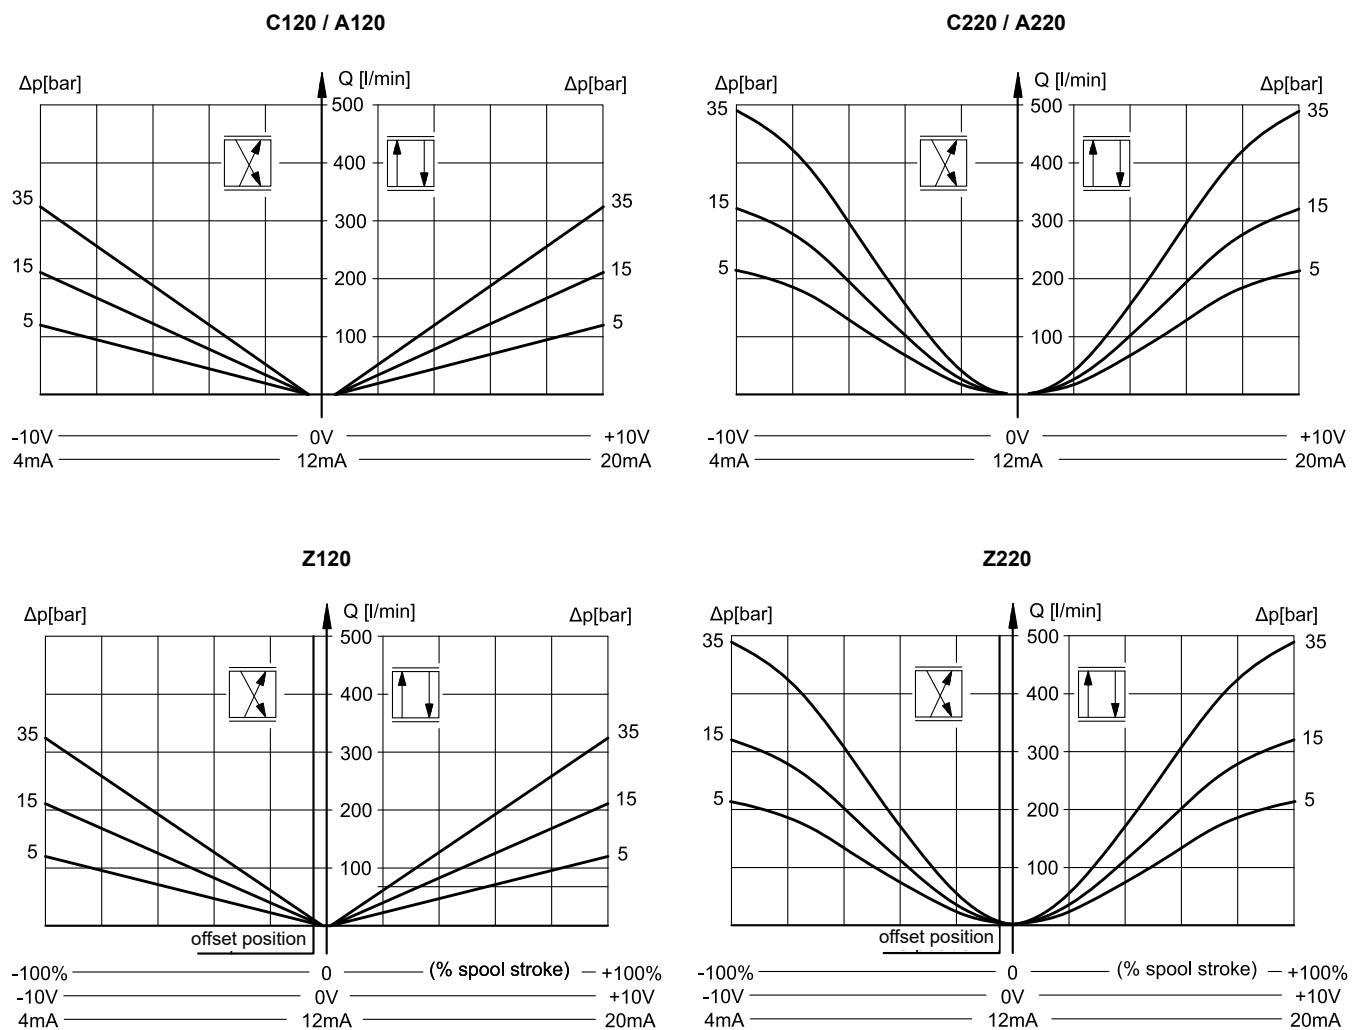 C120 / A120
C220 / A220
Δp[bar]
Q [l/min]
Δp[bar]
500
400
300
200
100
35
15
5
35
15
5
-10V
0V
+10V
4mA
12mA
20mA
Δp[bar]
Q [l/min]
Δp[bar]
500
400
300
200
100
35
15
5
35
15
5
-10V
0V
+10V
4mA
12mA
20mA
Z120
Z220
Δp[bar]
Q [l/min]
Δp[bar]
500
400
300
200
100
35
15
5
35
15
5
offset position
-100%
0
(% spool stroke)
+100%
-10V
0V
+10V
4mA
12mA
20mA
Δp[bar]
Q [l/min]
Δp[bar]
500
400
300
200
100
35
15
5
35
15
5
offset position
-100%
0
(% spool stroke)
+100%
-10V
0V
+10V
4mA
12mA
20mA